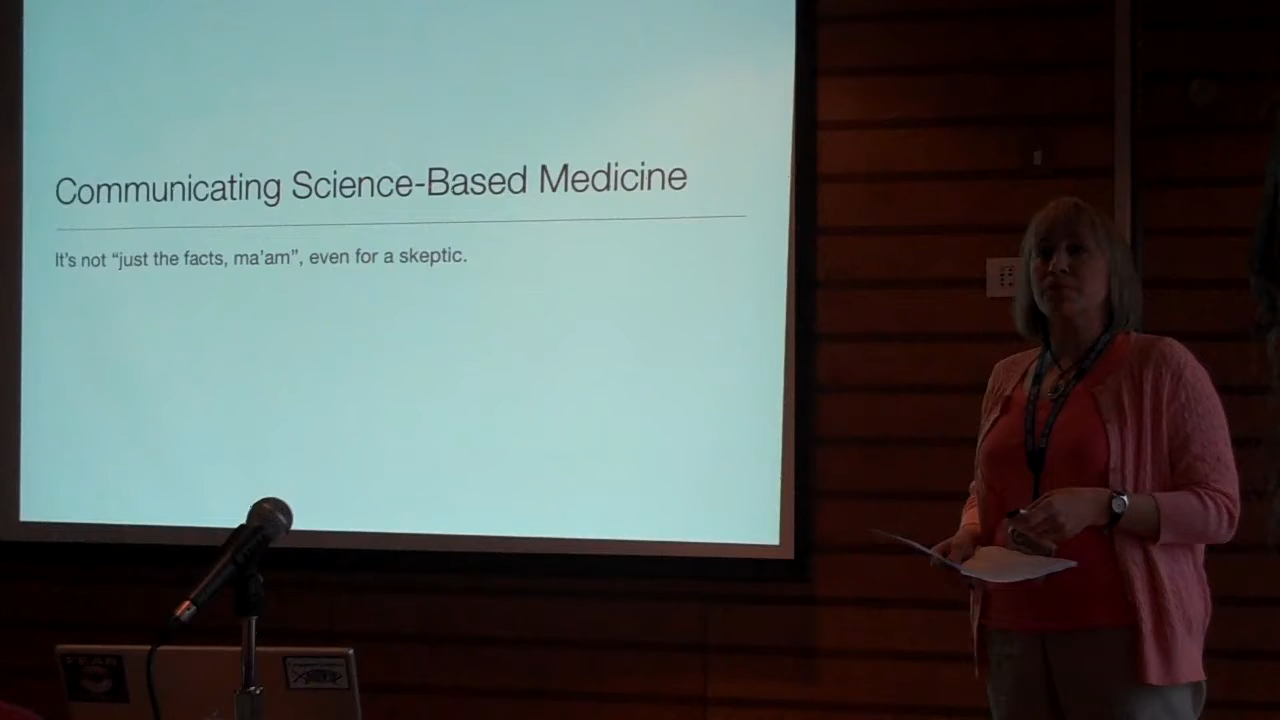 Communicating Science-Based Medicine
It's not “just the facts, ma'am”, even for a skeptic.